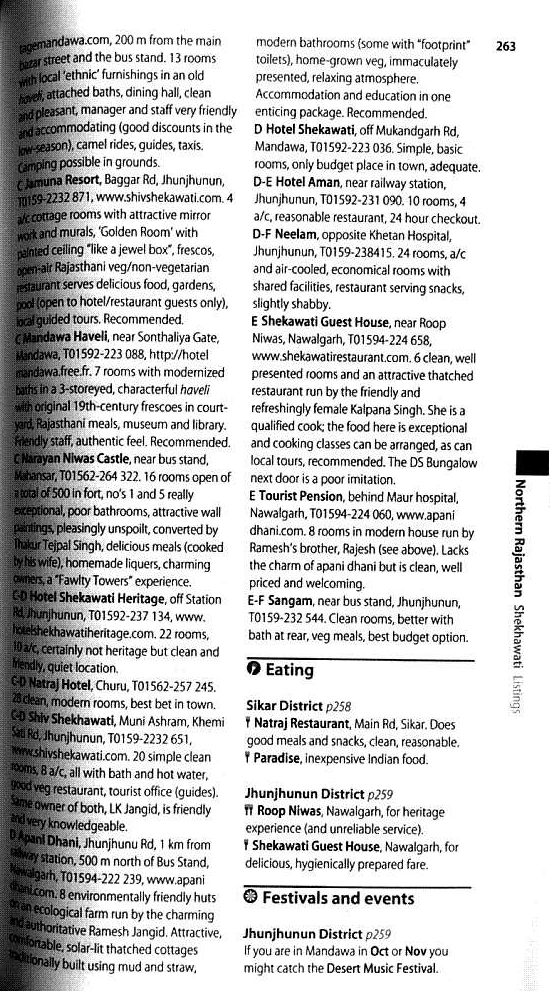 tagemandawa.com, 200 m from the main
bazar street and the bus stand. 13 rooms
with local 'ethnic' furnishings in an old
haveli, attached baths, dining hall, clean
and pleasant, manager and staff very friendly
and accommodating (good discounts in the
low-season), camel rides, guides, taxis.
Camping possible in grounds.
C Jamuna Resort, Baggar Rd, Jhunjhunun,
T0159-2232 871, www.shivshekawati.com. 4
a/c cottage rooms with attractive mirror
work and murals, 'Golden Room' with
painted ceiling "like a jewel box", frescos,
open-air Rajasthani veg/non-vegetarian
restaurant serves delicious food, gardens,
pool (open to hotel/restaurant guests only),
local guided tours. Recommended.
C Mandawa Haveli, near Sonthaliya Gate,
Mandawa, T01592-223 088, http://hotel
mandawa.free.fr. 7 rooms with modernized
baths in a 3-storeyed, characterful haveli
with original 19th-century frescoes in court-
yard, Rajasthani meals, museum and library.
Friendly staff, authentic feel. Recommended.
C Narayan Niwas Castle, near bus stand,
Mahansar, T01562-264 322. 16 rooms open of
a total of 500 in fort, no's 1 and 5 really
exceptional, poor bathrooms, attractive wall
paintings, pleasingly unspoilt, converted by
Thakur Tejpal Singh, delicious meals (cooked
by his wife), homemade liquers, charming
owners, a "Fawlty Towers" experience.
C-D Hotel Shekawati Heritage, off Station
Rd, Jhunjhunun, T01592-237 134, www.
hotelshekhawatiheritage.com. 22 rooms,
10 a/c, certainly not heritage but clean and
friendly, quiet location.
C-D Natraj Hotel, Churu, T01562-257 245.
28 clean, modern rooms, best bet in town.
C-D Shiv Shekhawati, Muni Ashram, Khemi
Sati Rd, Jhunjhunun, T0159-2232 651,
www.shivshekawati.com. 20 simple clean
rooms, 8 a/c, all with bath and hot water,
good veg restaurant, tourist office (guides).
Same owner of both, LK Jangid, is friendly
and very knowledgeable.
D Apani Dhani, Jhunjhunu Rd, 1 km from
railway station, 500 m north of Bus Stand,
Nawalgarh, T01594-222 239, www.apani
dhani.com. 8 environmentally friendly huts
on an ecological farm run by the charming
and authoritative Ramesh Jangid. Attractive,
comfortable, solar-lit thatched cottages
traditionally built using mud and straw,
modern bathrooms (some with "footprint"
toilets), home-grown veg, immaculately
presented, relaxing atmosphere.
Accommodation and education in one
enticing package. Recommended.
D Hotel Shekawati, off Mukandgarh Rd,
Mandawa, T01592-223 036. Simple, basic
rooms, only budget place in town, adequate.
D-E Hotel Aman, near railway station,
Jhunjhunun, T01592-231 090. 10 rooms, 4
a/c, reasonable restaurant, 24 hour checkout.
D-F Neelam, opposite Khetan Hospital,
Jhunjhunun, T0159-238415. 24 rooms, a/c
and air-cooled, economical rooms with
shared facilities, restaurant serving snacks,
slightly shabby.
E Shekawati Guest House, near Roop
Niwas, Nawalgarh, T01594-224 658,
www.shekawatirestaurant.com. 6 clean, well
presented rooms and an attractive thatched
restaurant run by the friendly and
refreshingly female Kalpana Singh. She is a
qualified cook; the food here is exceptional
and cooking classes can be arranged, as can
local tours, recommended. The DS Bungalow
next door is a poor imitation.
E Tourist Pension, behind Maur hospital,
Nawalgarh, T01594-224 060, www.apani
dhani.com. 8 rooms in modern house run by
Ramesh's brother, Rajesh (see above). Lacks
the charm of apani dhani but is clean, well
priced and welcoming.
E-F Sangam, near bus stand, Jhunjhunun,
T0159-232 544. Clean rooms, better with
bath at rear, veg meals, best budget option.
Eating
Sikar District p258
Natraj Restaurant, Main Rd, Sikar. Does
good meals and snacks, clean, reasonable.
Paradise, inexpensive Indian food.
Jhunjhunun District p259
Roop Niwas, Nawalgarh, for heritage
experience (and unreliable service).
Shekawati Guest House, Nawalgarh, for
delicious, hygienically prepared fare.
Festivals and events
Jhunjhunun District p259
If you are in Mandawa in Oct or Nov you
might catch the Desert Music Festival.
263
Northern Rajasthan Shekhawati Listings